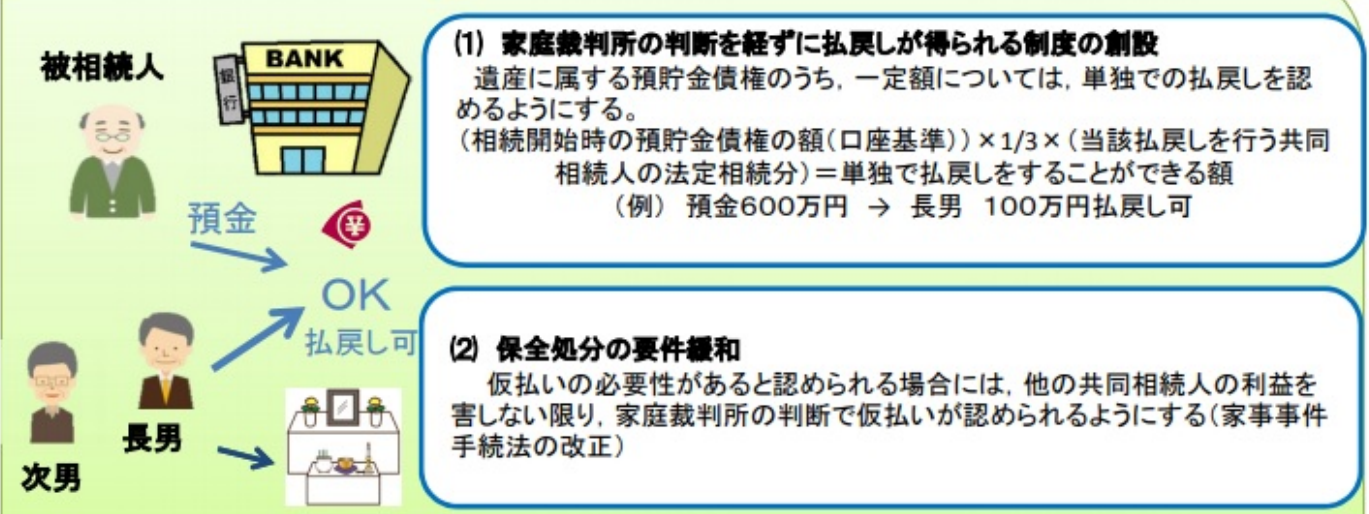 被相続人
BANK
銀行
預金
OK
払戻し可
長男
次男
⑴ 家庭裁判所の判断を経ずに払戻しが得られる制度の創設
遺産に属する預貯金債権のうち，一定額については，単独での払戻しを認
めるようにする。
（相続開始時の預貯金債権の額（口座基準））×1/3×（当該払戻しを行う共同
相続人の法定相続分）＝単独で払戻しをすることができる額
（例） 預金600万円 → 長男 100万円払戻し可
⑵ 保全処分の要件緩和
仮払いの必要性があると認められる場合には，他の共同相続人の利益を
害しない限り，家庭裁判所の判断で仮払いが認められるようにする（家事事件
手続法の改正）